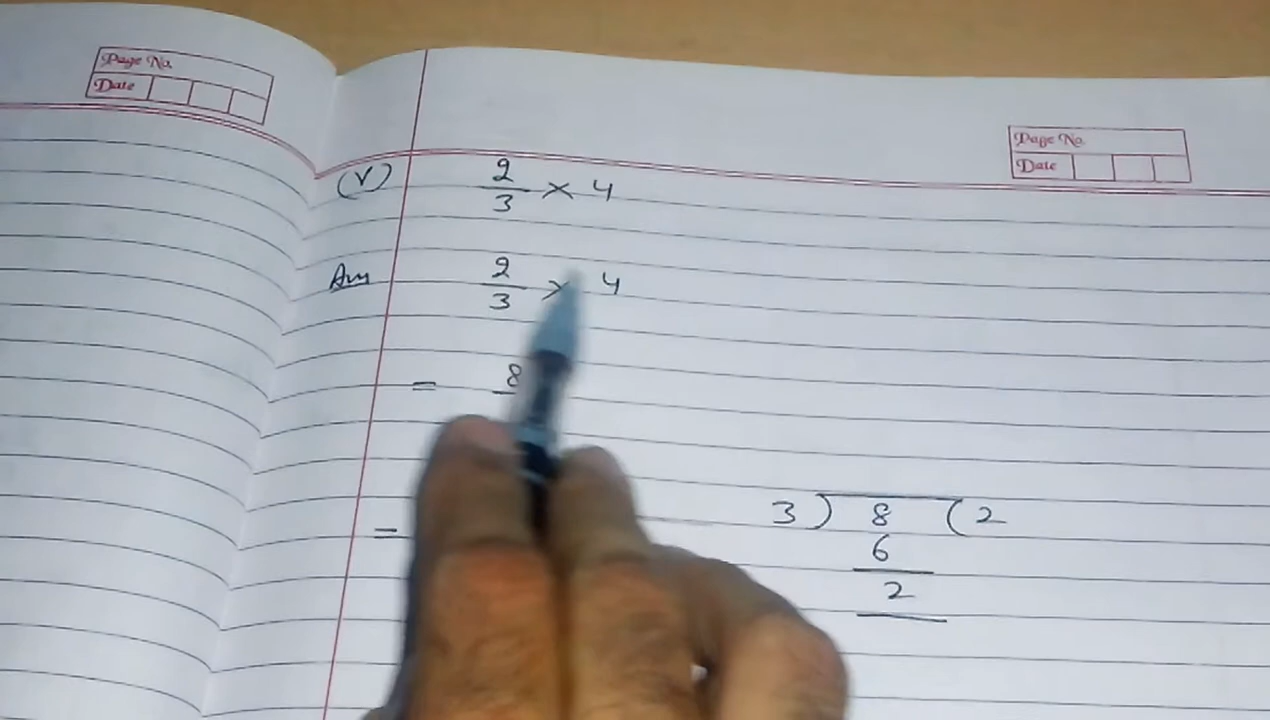 Page No.
Date
Page No.
Date
(V) 2/3 × 4
Ans 2/3 × 4
= 8
=
3 ) 8 ( 2
6
2